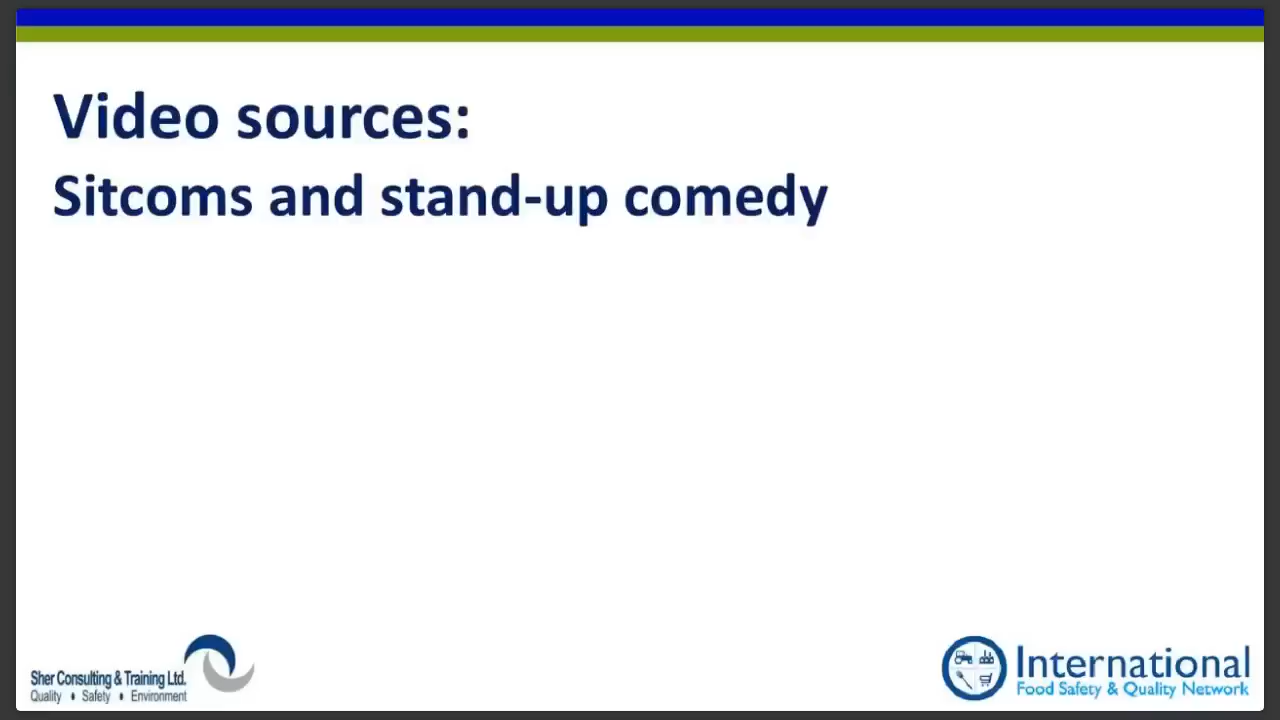 Video sources:
Sitcoms and stand-up comedy
Sher Consulting & Training Ltd.
Quality • Safety • Environment
International
Food Safety & Quality Network